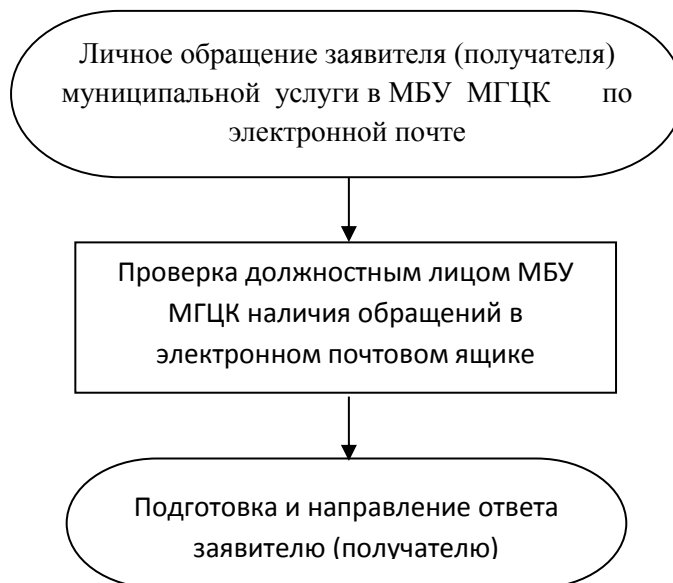 Личное обращение заявителя (получателя)
муниципальной услуги в МБУ МГЦК по
электронной почте
Проверка должностным лицом МБУ
МГЦК наличия обращений в
электронном почтовом ящике
Подготовка и направление ответа
заявителю (получателю)